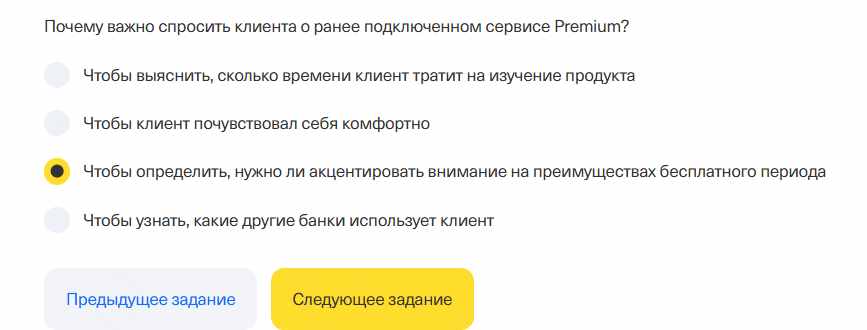 Почему важно спросить клиента о ранее подключенном сервисе Premium?
Чтобы выяснить, сколько времени клиент тратит на изучение продукта
Чтобы клиент почувствовал себя комфортно
Чтобы определить, нужно ли акцентировать внимание на преимуществах бесплатного периода
Чтобы узнать, какие другие банки использует клиент
Предыдущее задание
Следующее задание